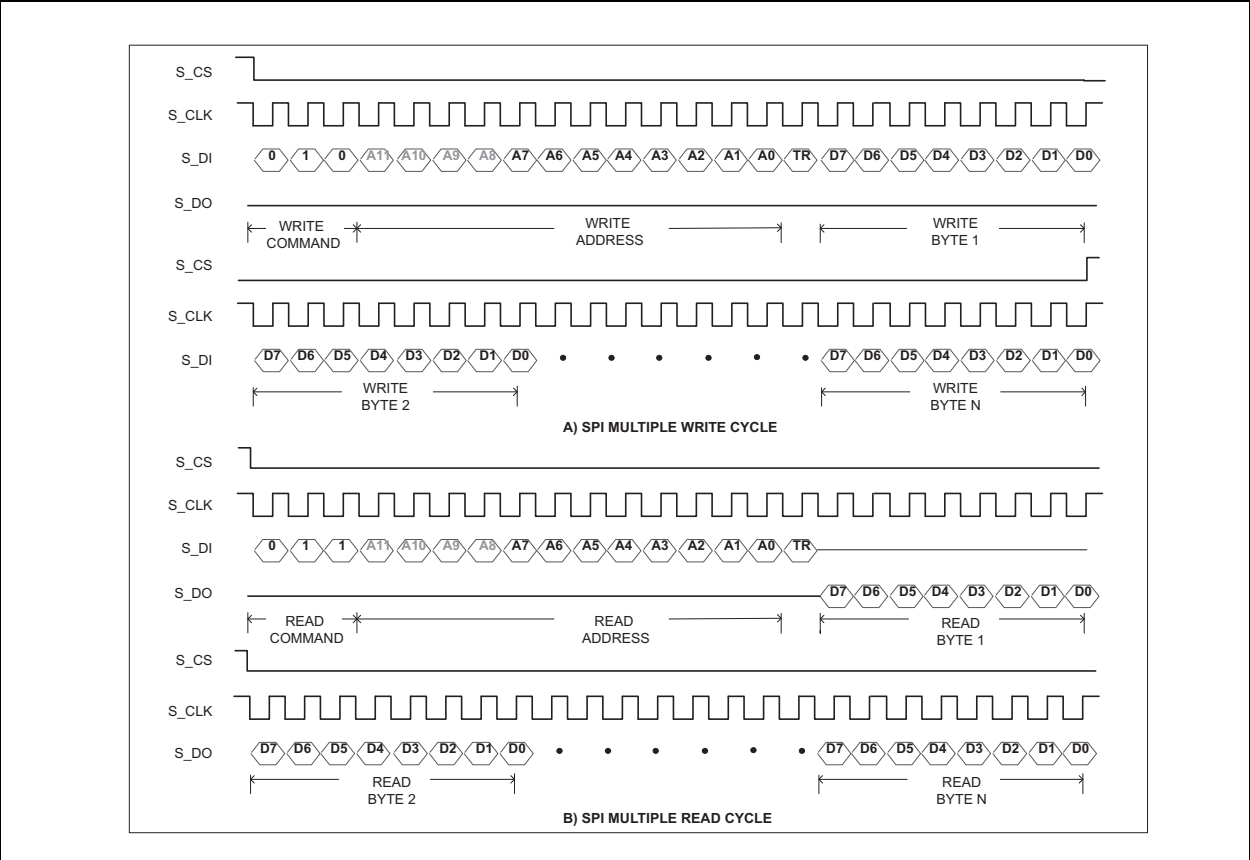 S_CS
S_CLK
S_DI 0 1 0 A11 A10 A9 A8 A7 A6 A5 A4 A3 A2 A1 A0 TR D7 D6 D5 D4 D3 D2 D1 D0
S_DO
WRITE COMMAND
WRITE ADDRESS
WRITE BYTE 1
S_CS
S_CLK
S_DI D7 D6 D5 D4 D3 D2 D1 D0 D7 D6 D5 D4 D3 D2 D1 D0
WRITE BYTE 2
WRITE BYTE N
A) SPI MULTIPLE WRITE CYCLE
S_CS
S_CLK
S_DI 0 1 1 A11 A10 A9 A8 A7 A6 A5 A4 A3 A2 A1 A0 TR
S_DO D7 D6 D5 D4 D3 D2 D1 D0
READ COMMAND
READ ADDRESS
READ BYTE 1
S_CS
S_CLK
S_DO D7 D6 D5 D4 D3 D2 D1 D0 D7 D6 D5 D4 D3 D2 D1 D0
READ BYTE 2
READ BYTE N
B) SPI MULTIPLE READ CYCLE